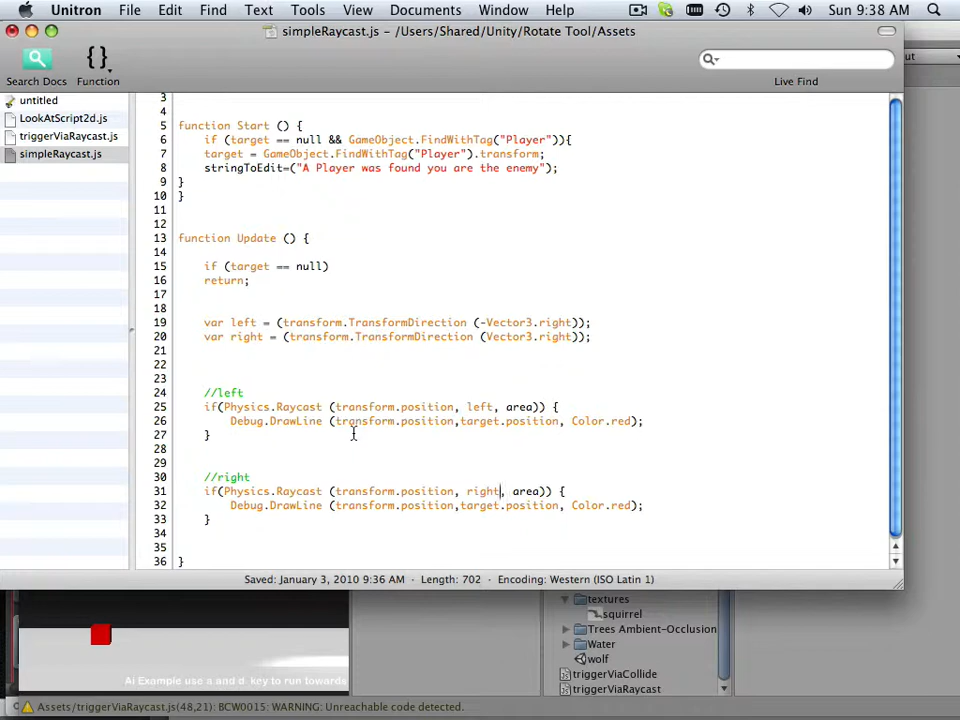 Unitron File Edit Find Text Tools View Documents Window Help Sun 9:38 AM
simpleRaycast.js – /Users/Shared/Unity/Rotate Tool/Assets
Search Docs
{}
Function
Live Find
ut
untitled
LookAtScript2d.js
triggerViaRaycast.js
simpleRaycast.js
3
4
5 function Start () {
6 if (target == null && GameObject.FindWithTag("Player")){
7 target = GameObject.FindWithTag("Player").transform;
8 stringToEdit=("A Player was found you are the enemy");
9 }
10 }
11
12
13 function Update () {
14
15 if (target == null)
16 return;
17
18
19 var left = (transform.TransformDirection (-Vector3.right));
20 var right = (transform.TransformDirection (Vector3.right));
21
22
23
24 //left
25 if(Physics.Raycast (transform.position, left, area)) {
26 Debug.DrawLine (transform.position,target.position, Color.red);
27 }
28
29
30 //right
31 if(Physics.Raycast (transform.position, right, area)) {
32 Debug.DrawLine (transform.position,target.position, Color.red);
33 }
34
35
36 }
Saved: January 3, 2010 9:36 AM Length: 702 Encoding: Western (ISO Latin 1)
textures
squirrel
Trees Ambient-Occlusion
Water
wolf
triggerViaCollide
triggerViaRaycast
Ai Example use a and d key to run towards
Assets/triggerViaRaycast.js(48,21): BCW0015: WARNING: Unreachable code detected.